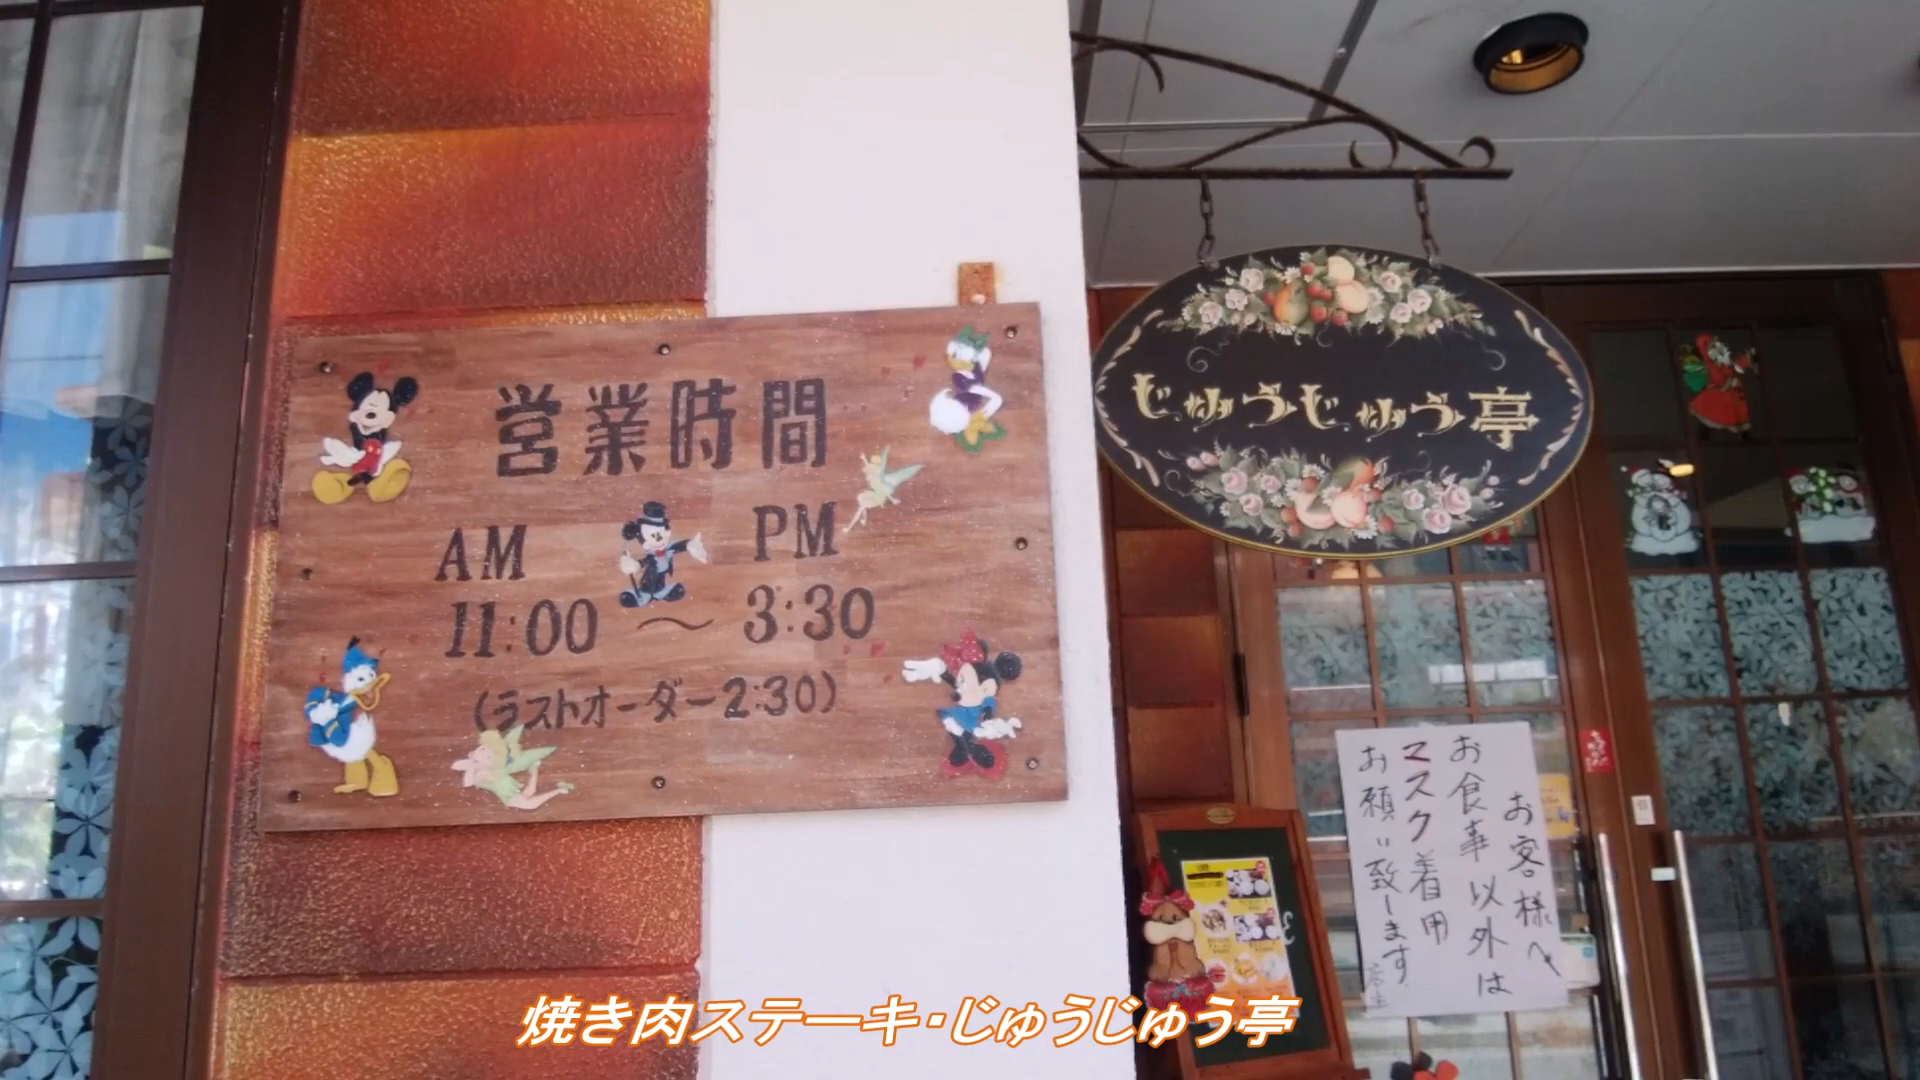 営業時間
AM
PM
11:00 ～ 3:30
(ラストオーダー2:30)
じゅうじゅう亭
お客様へ
お食事以外は
マスク着用
お願い致します
店主
焼き肉ステーキ・じゅうじゅう亭